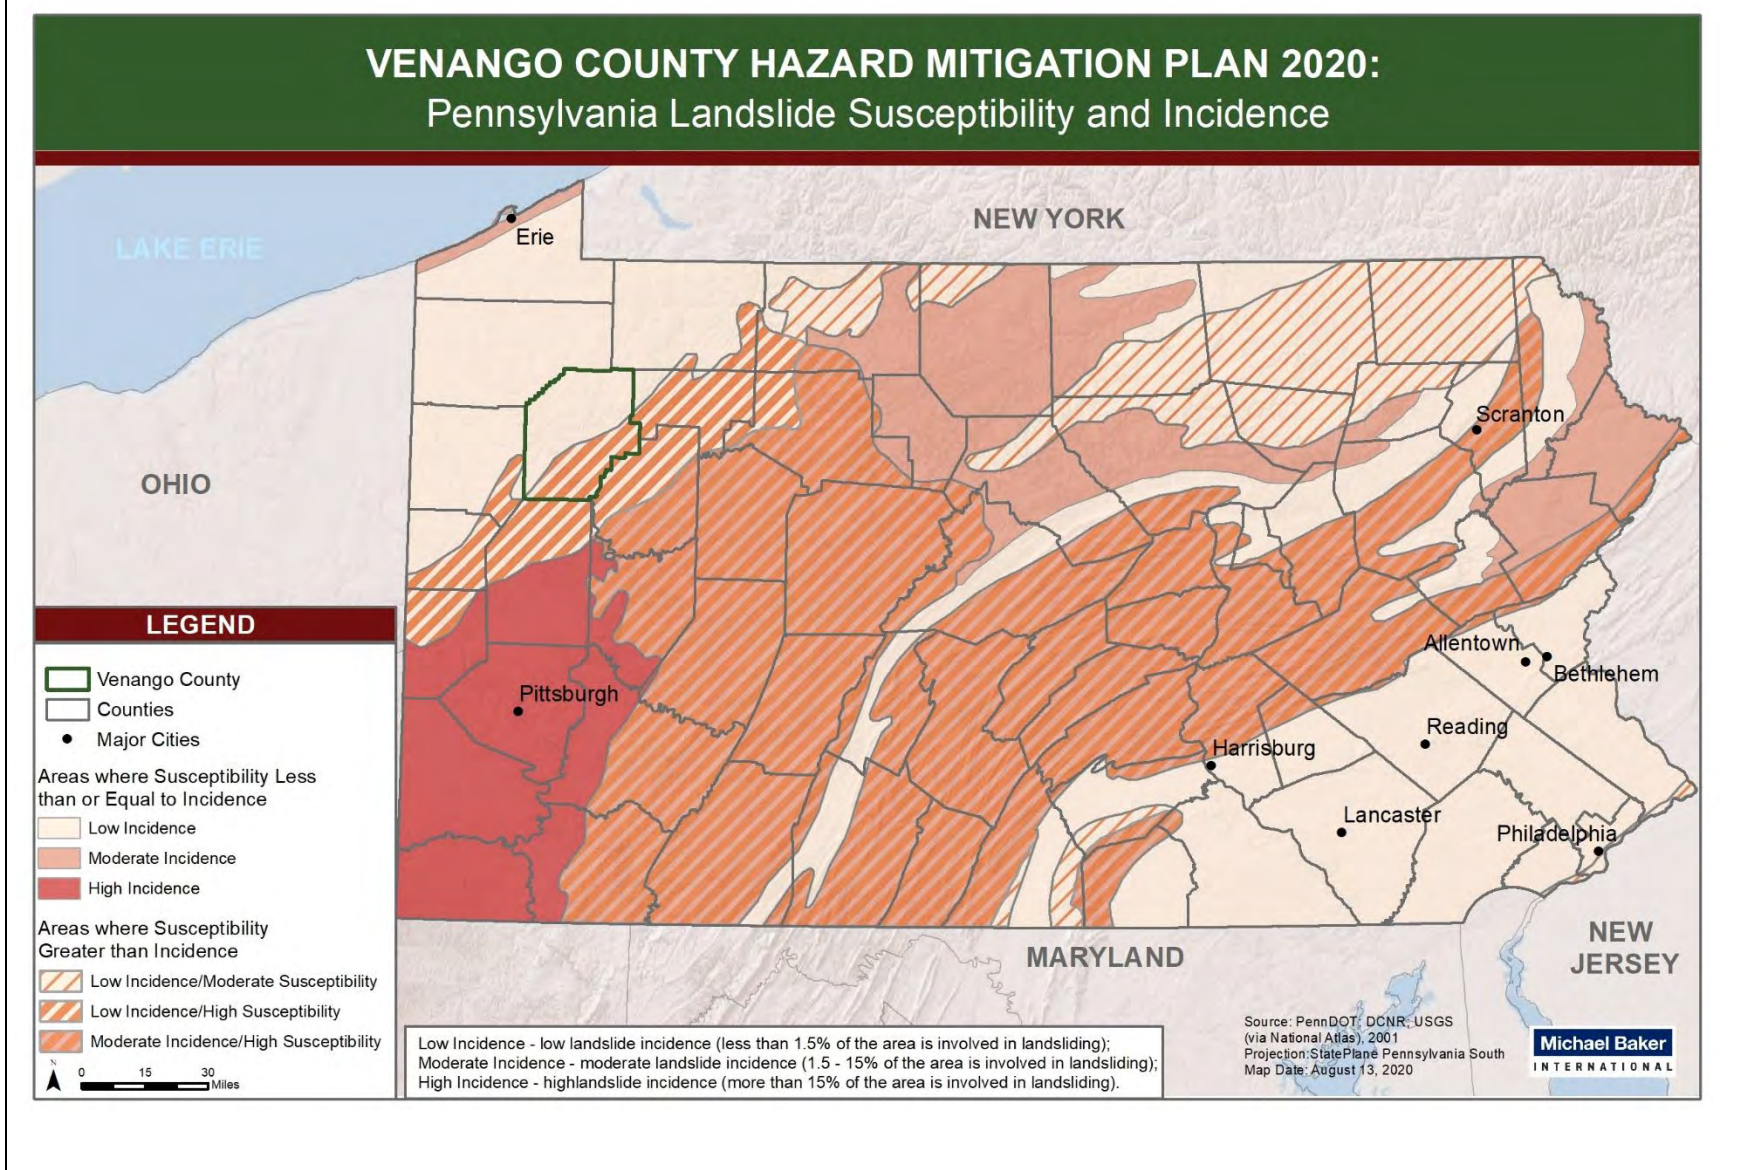 VENANGO COUNTY HAZARD MITIGATION PLAN 2020:
Pennsylvania Landslide Susceptibility and Incidence
NEW YORK
LAKE ERIE
Erie
OHIO
Scranton
LEGEND
Venango County
Counties
Major Cities
Areas where Susceptibility Less
than or Equal to Incidence
Low Incidence
Moderate Incidence
High Incidence
Areas where Susceptibility
Greater than Incidence
Low Incidence/Moderate Susceptibility
Low Incidence/High Susceptibility
Moderate Incidence/High Susceptibility
N
0 15 30
Miles
Pittsburgh
Allentown
Bethlehem
Reading
Harrisburg
Lancaster
Philadelphia
MARYLAND
NEW
JERSEY
Low Incidence - low landslide incidence (less than 1.5% of the area is involved in landsliding);
Moderate Incidence - moderate landslide incidence (1.5 - 15% of the area is involved in landsliding);
High Incidence - highlandslide incidence (more than 15% of the area is involved in landsliding).
Source: PennDOT; DCNR; USGS
(via National Atlas), 2001
Projection:StatePlane Pennsylvania South
Map Date: August 13, 2020
Michael Baker
INTERNATIONAL